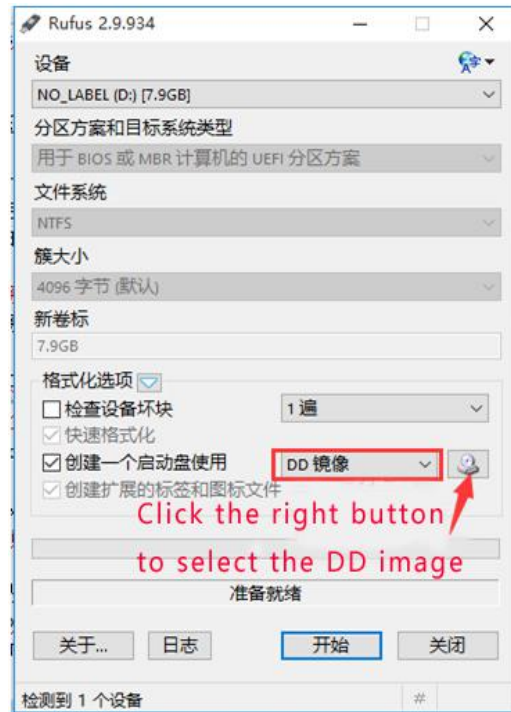 Rufus 2.9.934
设备
NO_LABEL (D:) [7.9GB]
分区方案和目标系统类型
用于 BIOS 或 MBR 计算机的 UEFI 分区方案
文件系统
NTFS
簇大小
4096 字节 (默认)
新卷标
7.9GB
格式化选项
检查设备坏块 1 遍
快速格式化
创建一个启动盘使用 DD 镜像
创建扩展的标签和图标文件
Click the right button
to select the DD image
准备就绪
关于... 日志 开始 关闭
检测到 1 个设备 #